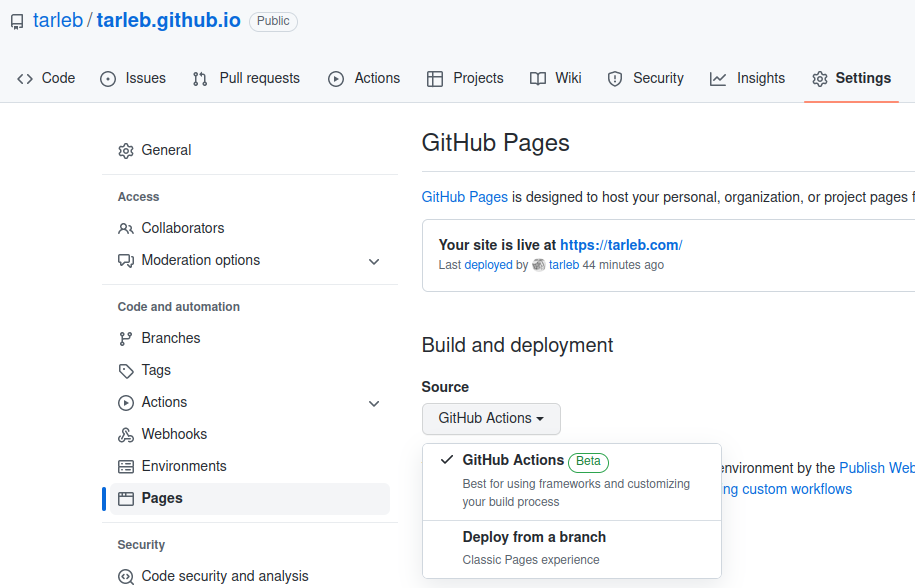 tarleb / tarleb.github.io Public
Code Issues Pull requests Actions Projects Wiki Security Insights Settings
General
Access
Collaborators
Moderation options
Code and automation
Branches
Tags
Actions
Webhooks
Environments
Pages
Security
Code security and analysis
GitHub Pages
GitHub Pages is designed to host your personal, organization, or project pages f
Your site is live at https://tarleb.com/
Last deployed by tarleb 44 minutes ago
Build and deployment
Source
GitHub Actions
GitHub Actions Beta
Best for using frameworks and customizing
your build process
Deploy from a branch
Classic Pages experience
environment by the Publish Web
ng custom workflows